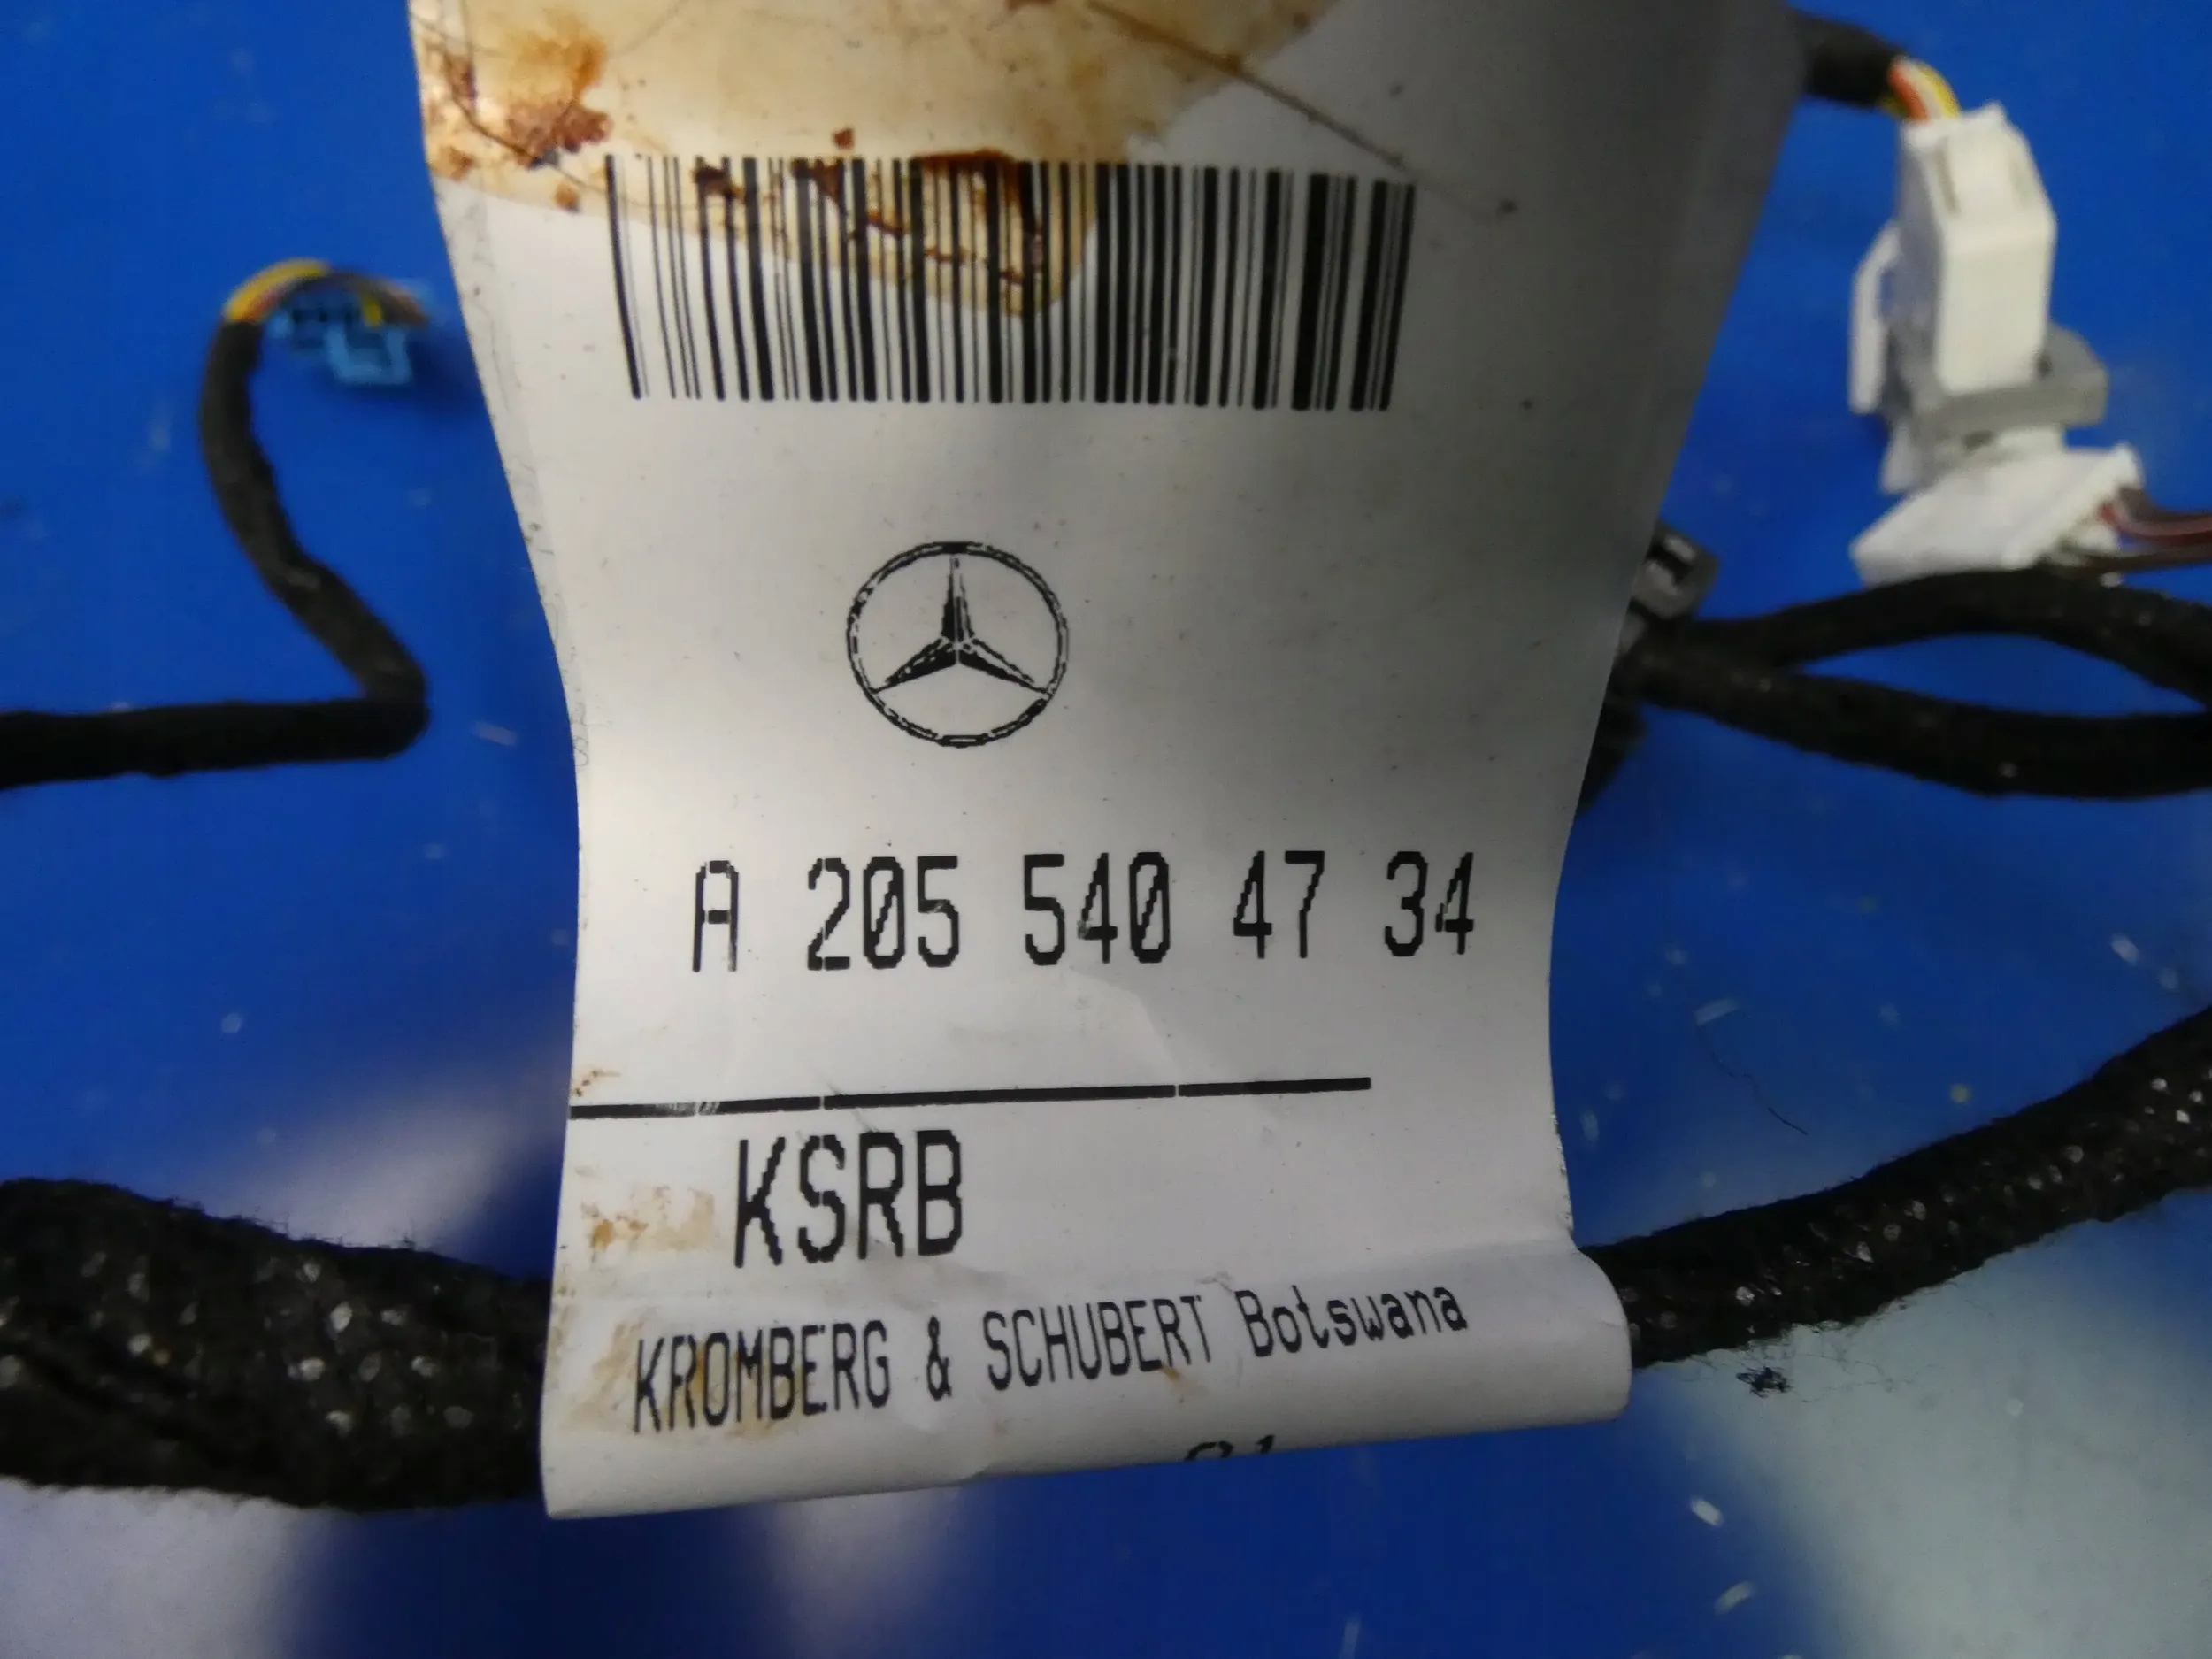 A 205 540 47 34
KSRB
KROMBERG & SCHUBERT Botswana